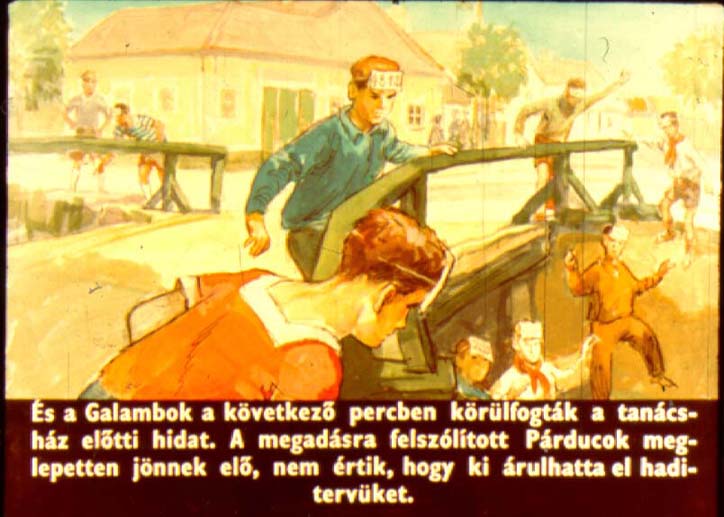 És a Galambok a következő percben körülfogták a tanács-
ház előtti hidat. A megadásra felszólított Párducok meg-
lepetten jönnek elő, nem értik, hogy ki árulhatta el hadi-
tervüket.